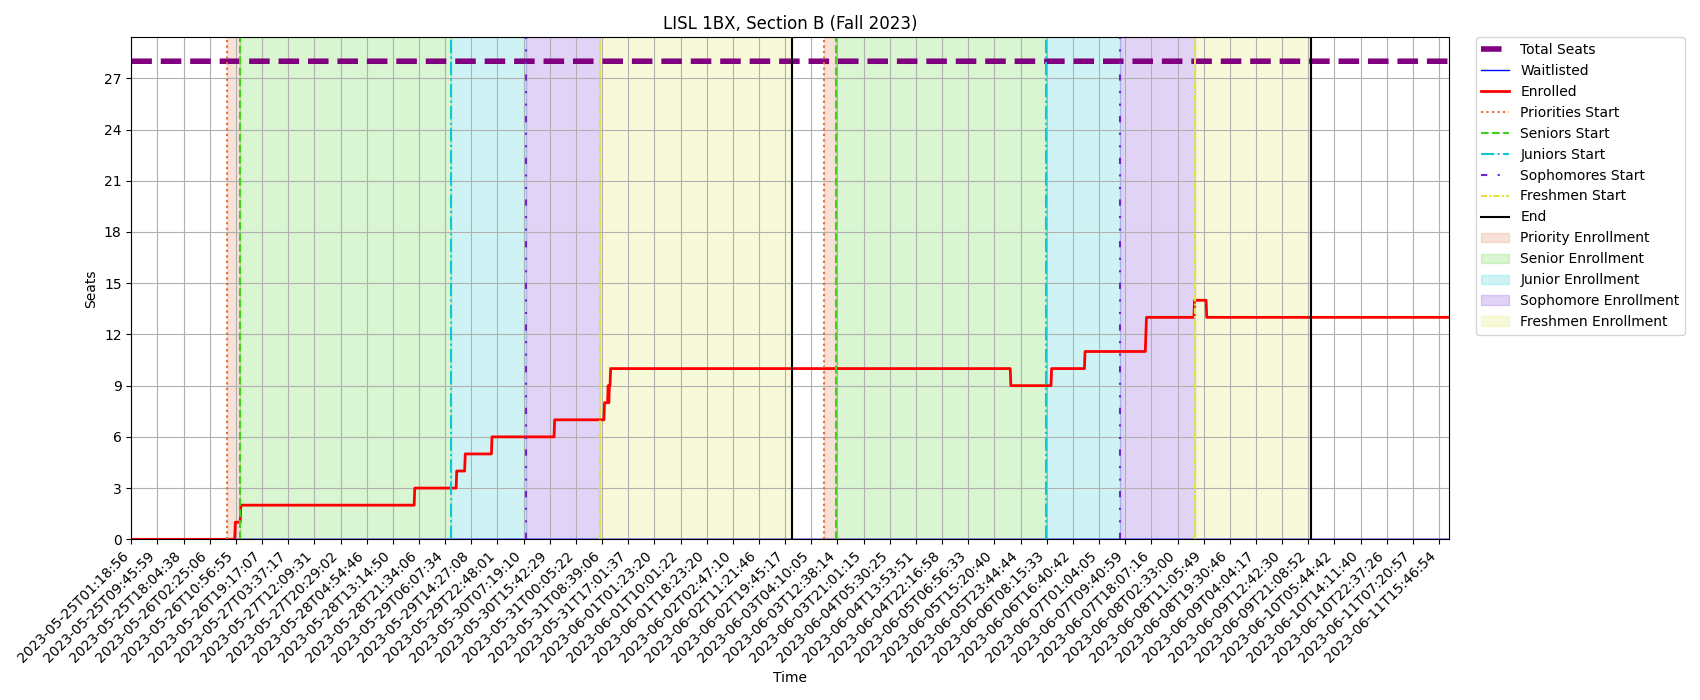 LISL 1BX, Section B (Fall 2023)
Seats
27
24
21
18
15
12
9
6
3
0
2023-05-25T01:18:56
2023-05-25T09:45:59
2023-05-25T18:04:38
2023-05-26T02:25:06
2023-05-26T10:56:55
2023-05-26T19:17:07
2023-05-27T03:37:17
2023-05-27T12:09:31
2023-05-27T20:29:02
2023-05-28T04:54:46
2023-05-28T13:14:50
2023-05-28T21:34:06
2023-05-29T06:07:34
2023-05-29T14:27:08
2023-05-29T22:48:01
2023-05-30T07:19:10
2023-05-30T15:42:29
2023-05-31T00:05:22
2023-05-31T08:39:06
2023-05-31T17:01:37
2023-06-01T01:23:20
2023-06-01T10:01:22
2023-06-01T18:23:20
2023-06-02T02:47:10
2023-06-02T11:21:46
2023-06-02T19:45:17
2023-06-03T04:10:05
2023-06-03T12:38:14
2023-06-03T21:01:15
2023-06-04T05:30:25
2023-06-04T13:53:51
2023-06-04T22:16:58
2023-06-05T06:56:33
2023-06-05T15:20:40
2023-06-05T23:44:44
2023-06-06T08:15:33
2023-06-06T16:40:42
2023-06-07T01:04:05
2023-06-07T09:40:59
2023-06-07T18:07:16
2023-06-08T02:33:00
2023-06-08T11:05:49
2023-06-08T19:30:46
2023-06-09T04:04:17
2023-06-09T12:42:30
2023-06-09T21:08:52
2023-06-10T05:44:42
2023-06-10T14:11:40
2023-06-10T22:37:26
2023-06-11T07:20:57
2023-06-11T15:46:54
Time
Total Seats
Waitlisted
Enrolled
Priorities Start
Seniors Start
Juniors Start
Sophomores Start
Freshmen Start
End
Priority Enrollment
Senior Enrollment
Junior Enrollment
Sophomore Enrollment
Freshmen Enrollment